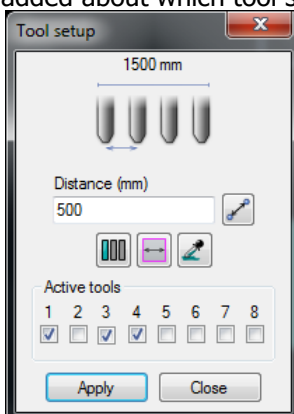 added about which tool s
Tool setup
1500 mm
Distance (mm)
500
Active tools
1 2 3 4 5 6 7 8
Apply Close